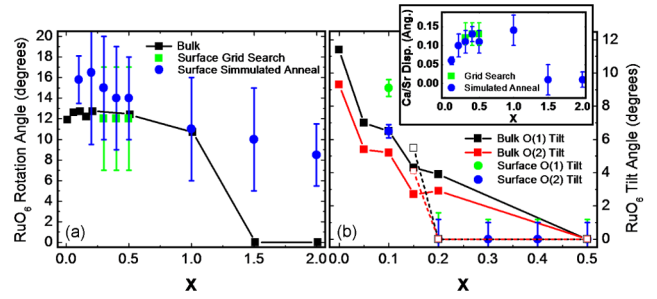 RuO6 Rotation Angle (degrees)
20
18
16
14
12
10
8
6
4
2
0
Bulk
Surface Grid Search
Surface Simmulated Anneal
(a)
0.0 0.5 1.0 1.5 2.0
X
Ca/Sr Disp. (Ang.)
0.15
0.10
0.05
0.00
Grid Search
Simulated Anneal
0.0 0.5 1.0 1.5 2.0
X
Bulk O(1) Tilt
Bulk O(2) Tilt
Surface O(1) Tilt
Surface O(2) Tilt
(b)
0.0 0.1 0.2 0.3 0.4 0.5
X
12
10
8
6
4
2
0
RuO6 Tilt Angle (degrees)